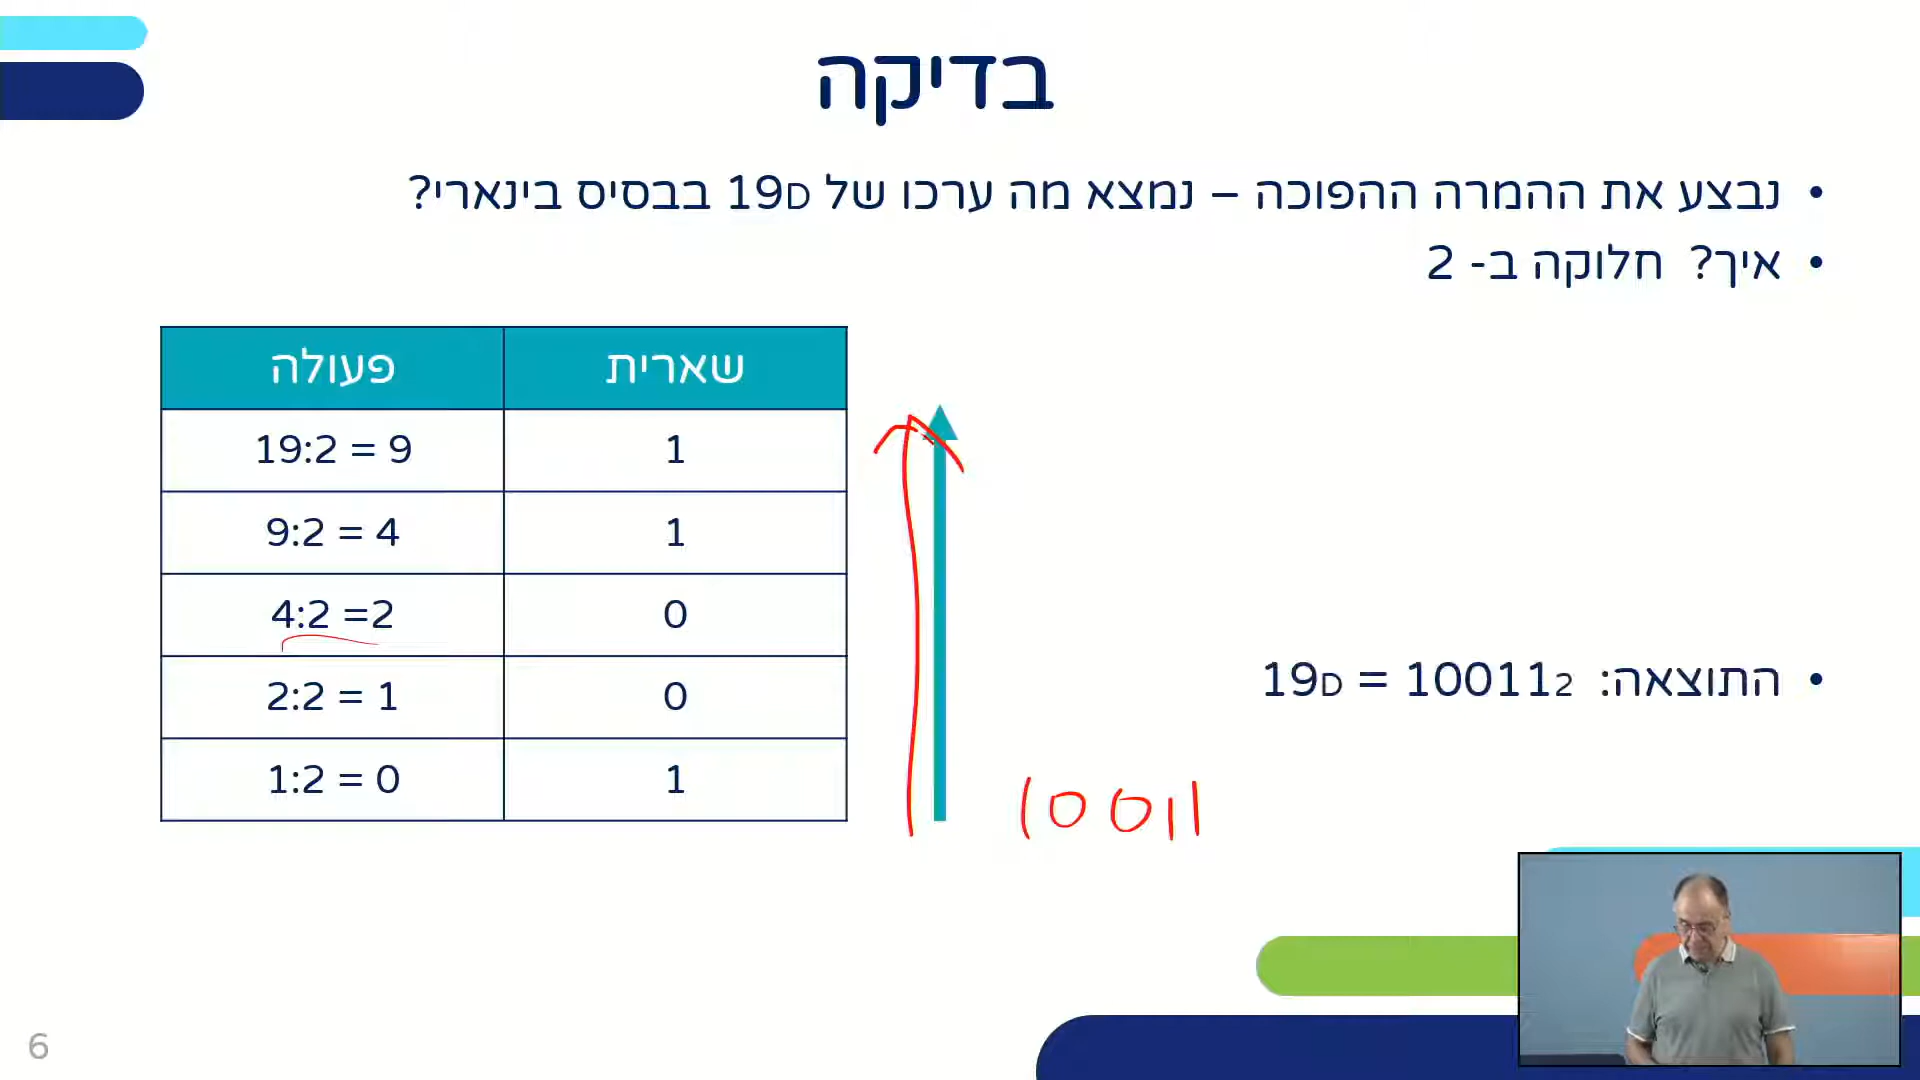 בדיקה
• נבצע את ההמרה ההפוכה – נמצא מה ערכו של 19D בבסיס בינארי?
• איך? חלוקה ב- 2
פעולה שארית
19:2 = 9 1
9:2 = 4 1
4:2 =2 0
2:2 = 1 0
1:2 = 0 1
• התוצאה: 19D = 100112
10011
6